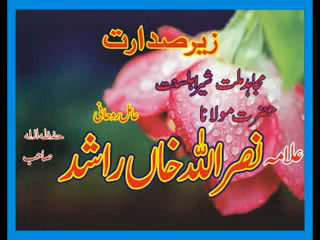 زیر صدارت
مجاہد ملت شیر اہلسنت
حضرت مولانا
عامل روحانی
علامہ نصر اللہ خاں راشد حفظہ اللہ
صاحب